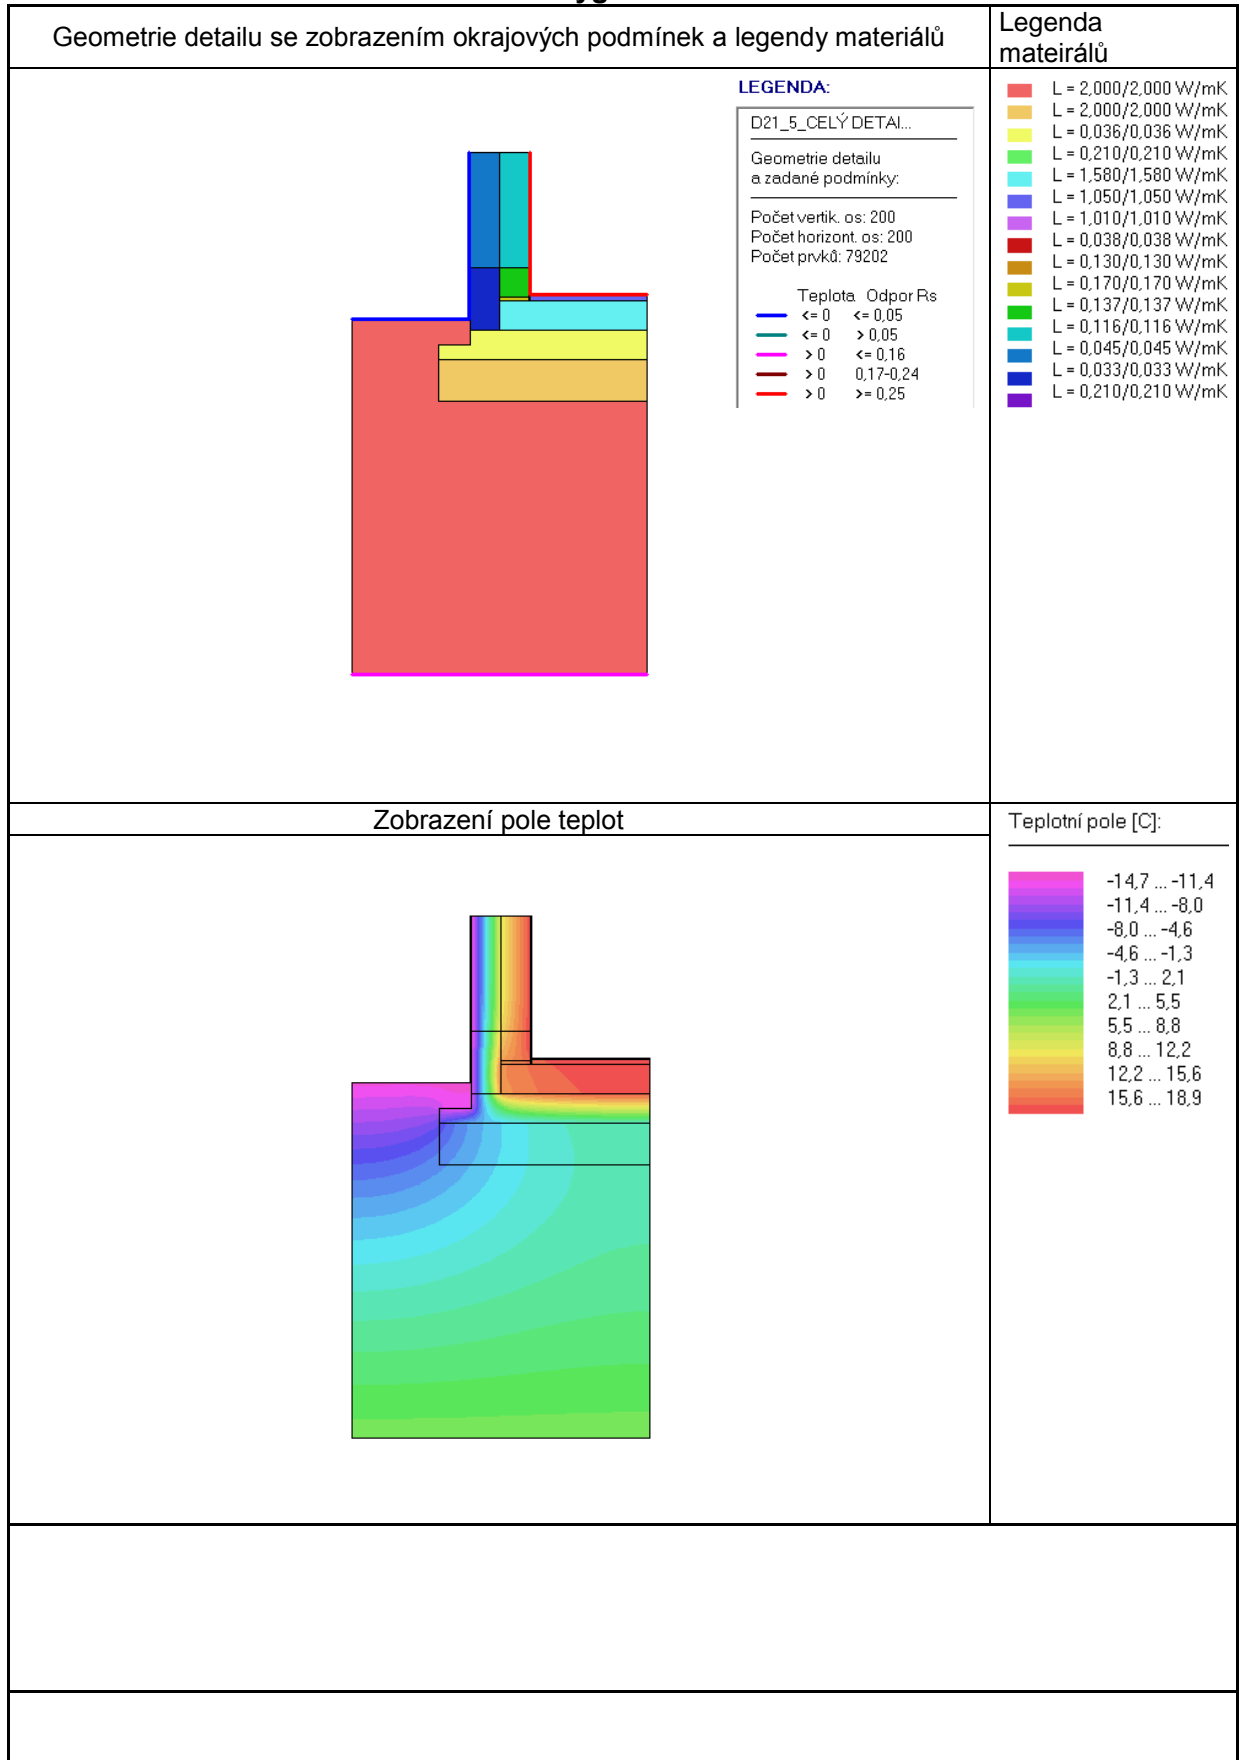 Geometrie detailu se zobrazením okrajových podmínek a legendy materiálů
Legenda
mateirálů
LEGENDA:
D21_5_CELÝ DETAI...
Geometrie detailu
a zadané podmínky:
Počet vertik. os: 200
Počet horizont. os: 200
Počet prvků: 79202
Teplota Odpor Rs
<= 0 <= 0,05
<= 0 > 0,05
> 0 <= 0,16
> 0 0,17-0,24
> 0 >= 0,25
L = 2,000/2,000 W/mK
L = 2,000/2,000 W/mK
L = 0,036/0,036 W/mK
L = 0,210/0,210 W/mK
L = 1,580/1,580 W/mK
L = 1,050/1,050 W/mK
L = 1,010/1,010 W/mK
L = 0,038/0,038 W/mK
L = 0,130/0,130 W/mK
L = 0,170/0,170 W/mK
L = 0,137/0,137 W/mK
L = 0,116/0,116 W/mK
L = 0,045/0,045 W/mK
L = 0,033/0,033 W/mK
L = 0,210/0,210 W/mK
Zobrazení pole teplot
Teplotní pole [C]:
-14,7 ... -11,4
-11,4 ... -8,0
-8,0 ... -4,6
-4,6 ... -1,3
-1,3 ... 2,1
2,1 ... 5,5
5,5 ... 8,8
8,8 ... 12,2
12,2 ... 15,6
15,6 ... 18,9